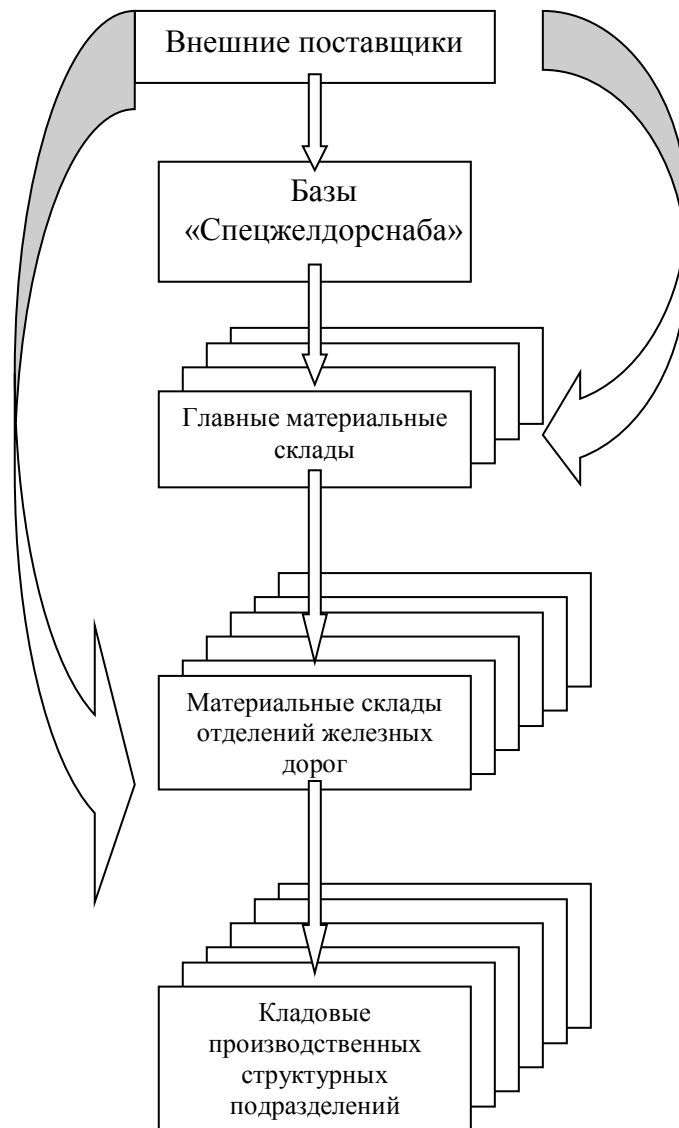 Внешние поставщики
Базы
«Спецжелдорснаба»
Главные материальные
склады
Материальные склады
отделений железных
дорог
Кладовые
производственных
структурных
подразделений